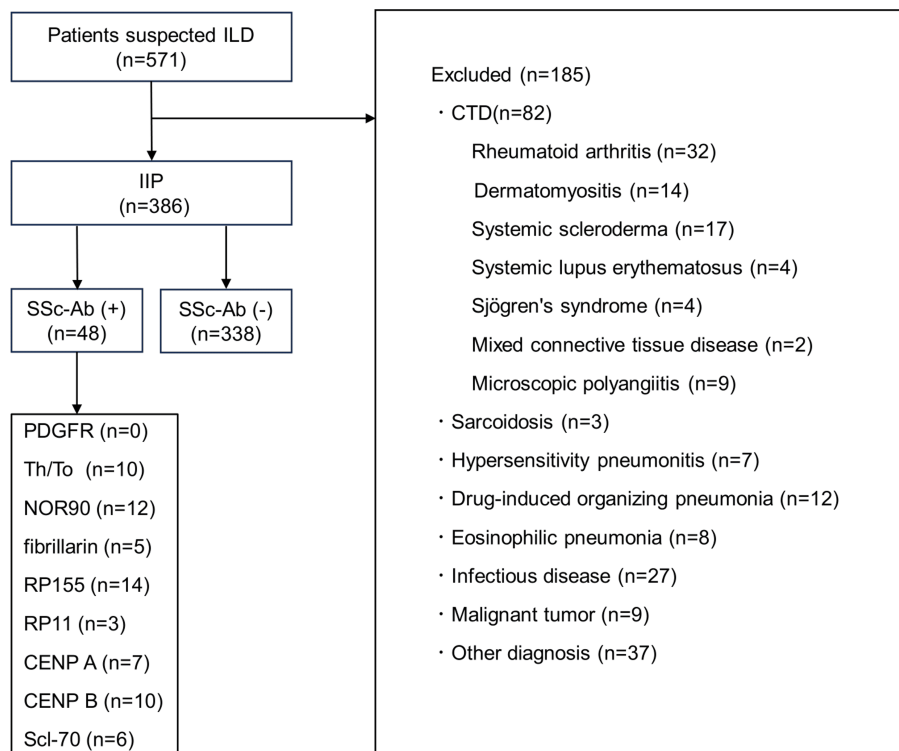 Patients suspected ILD
(n=571)
IIP
(n=386)
SSc-Ab (+)
(n=48)
SSc-Ab (-)
(n=338)
PDGFR (n=0)
Th/To (n=10)
NOR90 (n=12)
fibrillarin (n=5)
RP155 (n=14)
RP11 (n=3)
CENP A (n=7)
CENP B (n=10)
Scl-70 (n=6)
Excluded (n=185)
・CTD(n=82)
Rheumatoid arthritis (n=32)
Dermatomyositis (n=14)
Systemic scleroderma (n=17)
Systemic lupus erythematosus (n=4)
Sjögren's syndrome (n=4)
Mixed connective tissue disease (n=2)
Microscopic polyangiitis (n=9)
・Sarcoidosis (n=3)
・Hypersensitivity pneumonitis (n=7)
・Drug-induced organizing pneumonia (n=12)
・Eosinophilic pneumonia (n=8)
・Infectious disease (n=27)
・Malignant tumor (n=9)
・Other diagnosis (n=37)